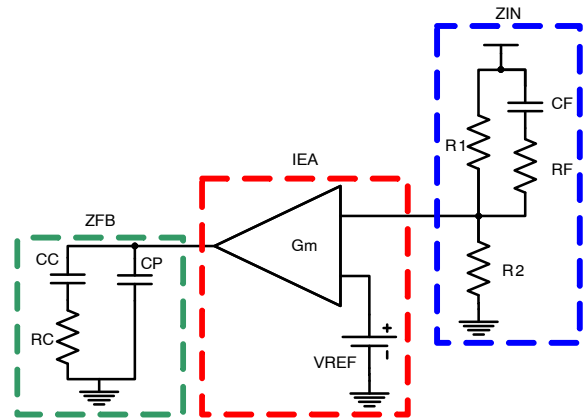 ZIN
CF
R1
RF
IEA
ZFB
Gm
CC
CP
R2
+
RC
VREF
-